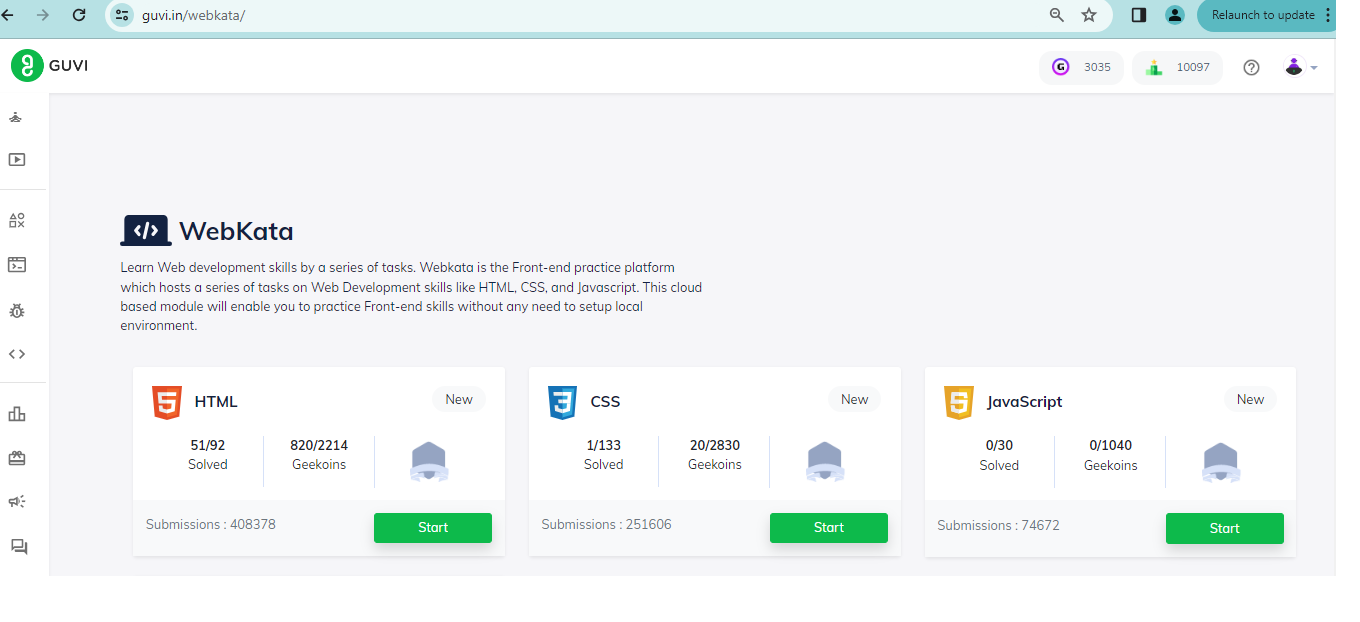 guvi.in/webkata/
Relaunch to update
GUVI
3035
10097
WebKata
Learn Web development skills by a series of tasks. Webkata is the Front-end practice platform
which hosts a series of tasks on Web Development skills like HTML, CSS, and Javascript. This cloud
based module will enable you to practice Front-end skills without any need to setup local
environment.
HTML
New
51/92
Solved
820/2214
Geekoins
Submissions : 408378
Start
CSS
New
1/133
Solved
20/2830
Geekoins
Submissions : 251606
Start
JavaScript
New
0/30
Solved
0/1040
Geekoins
Submissions : 74672
Start